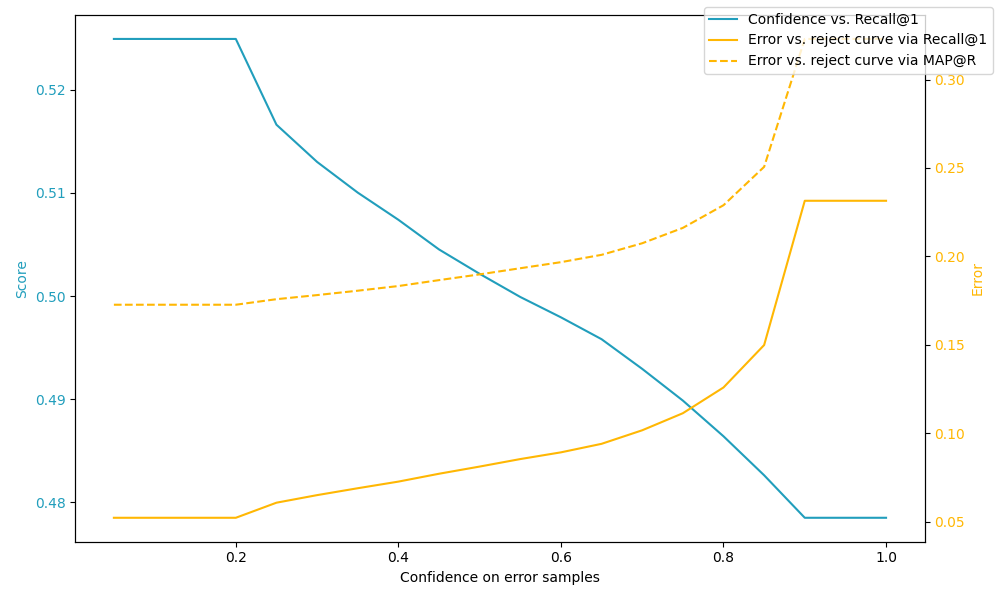 Confidence vs. Recall@1
Error vs. reject curve via Recall@1
Error vs. reject curve via MAP@R
0.52
0.51
0.50
0.49
0.48
Score
0.30
0.25
0.20
0.15
0.10
0.05
Error
0.2 0.4 0.6 0.8 1.0
Confidence on error samples